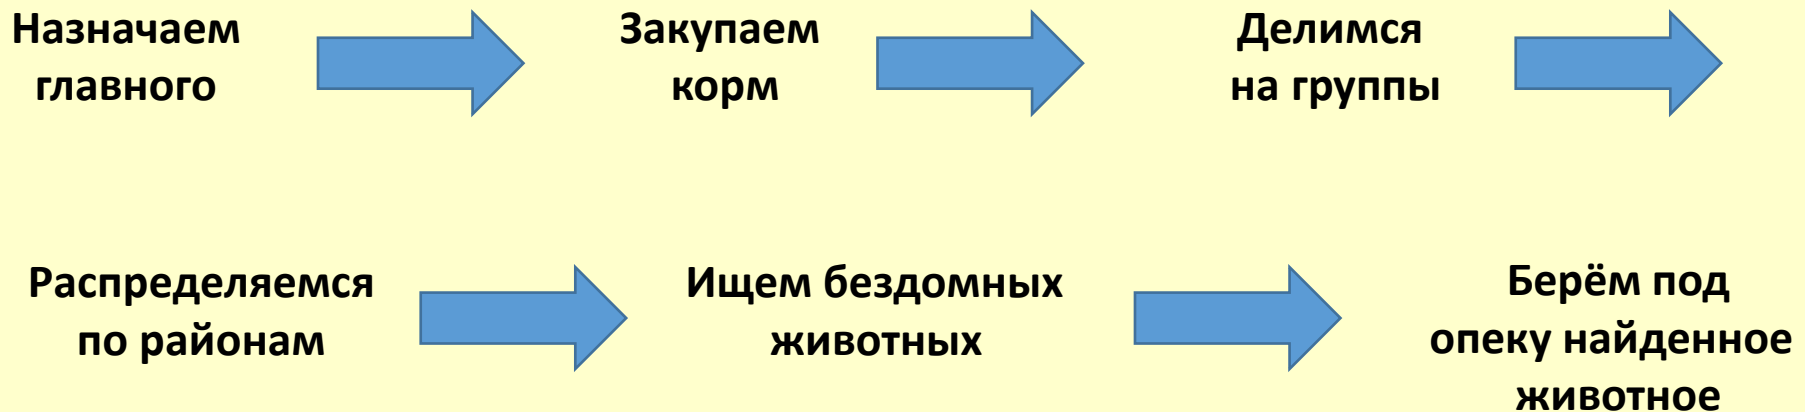 Назначаем
главного
Закупаем
корм
Делимся
на группы
Распределяемся
по районам
Ищем бездомных
животных
Берём под
опеку найденное
животное